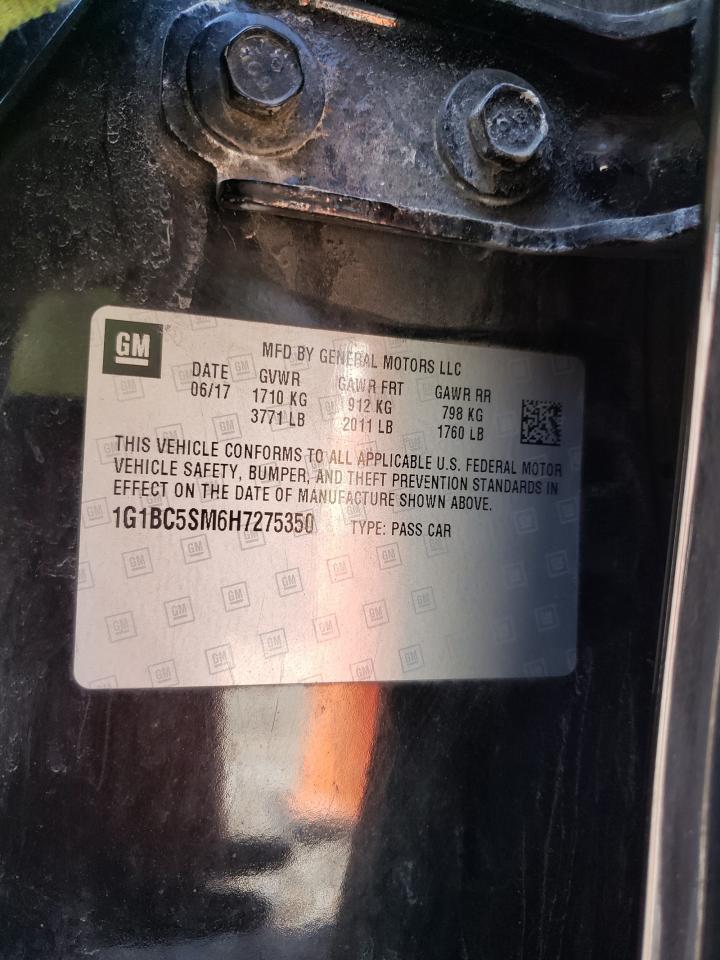 GM
MFD BY GENERAL MOTORS LLC
DATE GVWR GAWR FRT GAWR RR
06/17 1710 KG 912 KG 798 KG
3771 LB 2011 LB 1760 LB
THIS VEHICLE CONFORMS TO ALL APPLICABLE U.S. FEDERAL MOTOR
VEHICLE SAFETY, BUMPER, AND THEFT PREVENTION STANDARDS IN
EFFECT ON THE DATE OF MANUFACTURE SHOWN ABOVE.
1G1BC5SM6H7275350 TYPE: PASS CAR